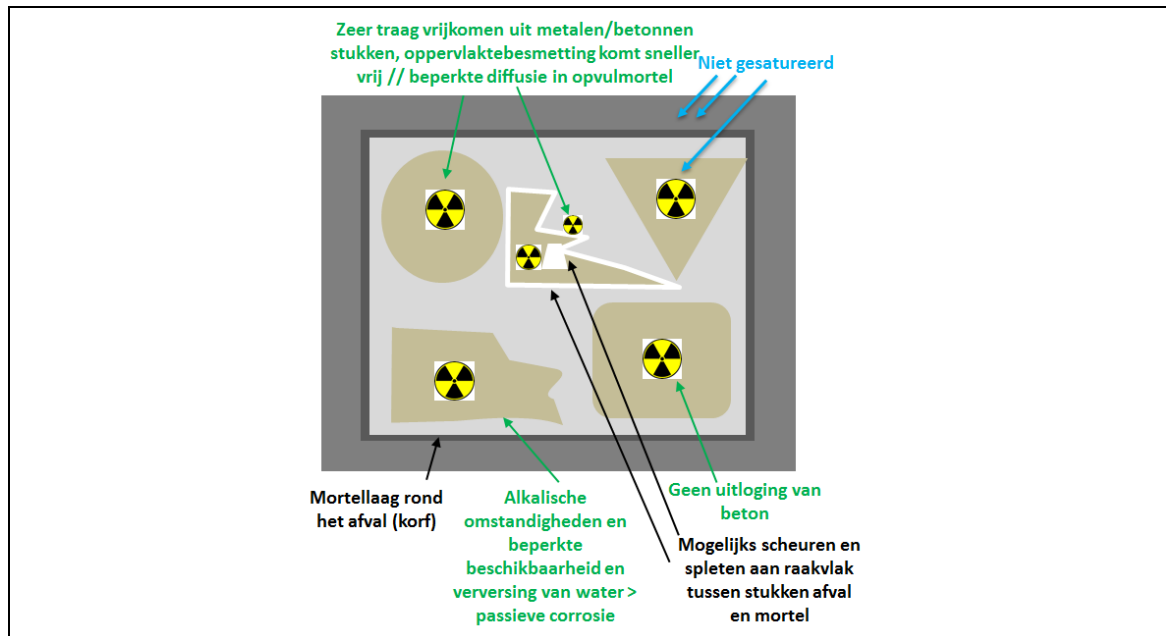 Zeer traag vrijkomen uit metalen/betonnen
stukken, oppervlaktebesmetting komt sneller
vrij // beperkte diffusie in opvulmortel
Niet gesatureerd
Mortellaag rond
het afval (korf)
Alkalische
omstandigheden en
beperkte
beschikbaarheid en
verversing van water >
passieve corrosie
Geen uitloging van
beton
Mogelijks scheuren en
spleten aan raakvlak
tussen stukken afval
en mortel